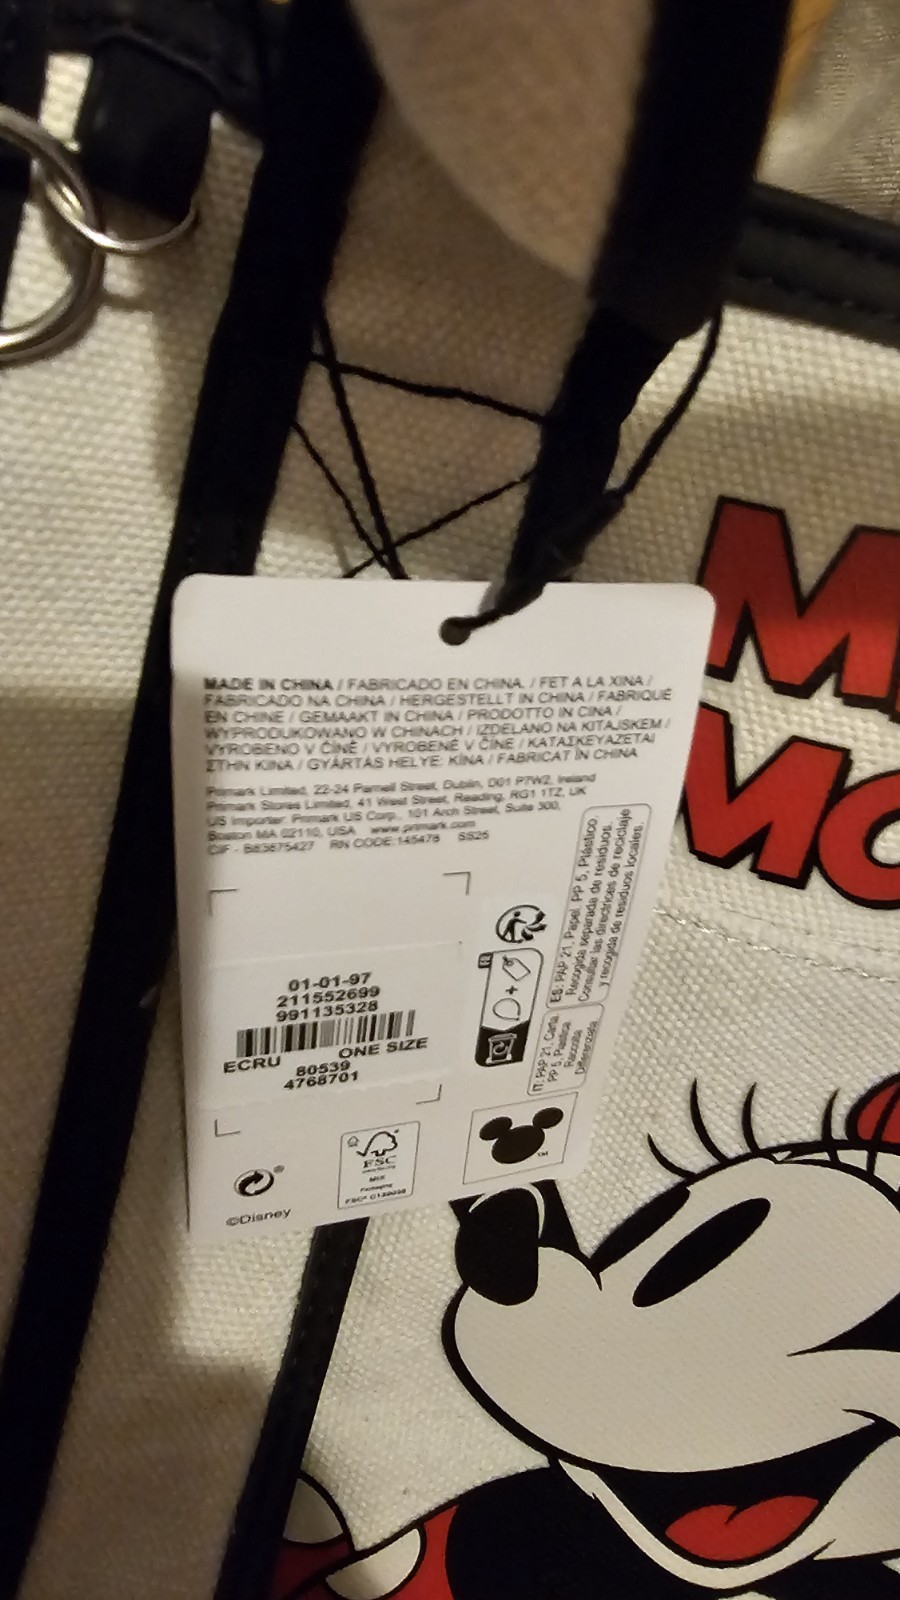 MADE IN CHINA / FABRICADO EN CHINA. / FET A LA XINA /
FABRICADO NA CHINA / HERGESTELLT IN CHINA / FABRIQUÉ
EN CHINE / GEMAAKT IN CHINA / PRODOTTO IN CINA /
WYPRODUKOWANO W CHINACH / IZDELANO NA KITAJSKEM /
VYROBENO V ČÍNĚ / VYROBENÉ V ČÍNE / ΚΑΤΑΣΚΕΥΑΖΕΤΑΙ
ΣΤΗΝ ΚΙΝΑ / GYÁRTÁS HELYE: KÍNA / FABRICAT ÎN CHINA
Primark Limited, 22-24 Parnell Street, Dublin, D01 P7W2, Ireland
Primark Stores Limited, 41 West Street, Reading, RG1 1TZ, UK
US Importer: Primark US Corp., 101 Arch Street, Suite 300,
Boston MA 02110, USA www.primark.com
CIF - B83875427 RN CODE:145478 SS25
ES: PAP 21, Papel. PP 5, Plástico.
Recogida separada de residuos.
Consultar las directrices de reciclaje
y recogida de residuos locales.
IT: PAP 21, Carta
PP 5, Plastica
Raccolta
Differenziata
FR
01-01-97
211552699
991135328
ECRU ONE SIZE
80539
4768701
FSC
MIX
Packaging
TM
©Disney
M
MO